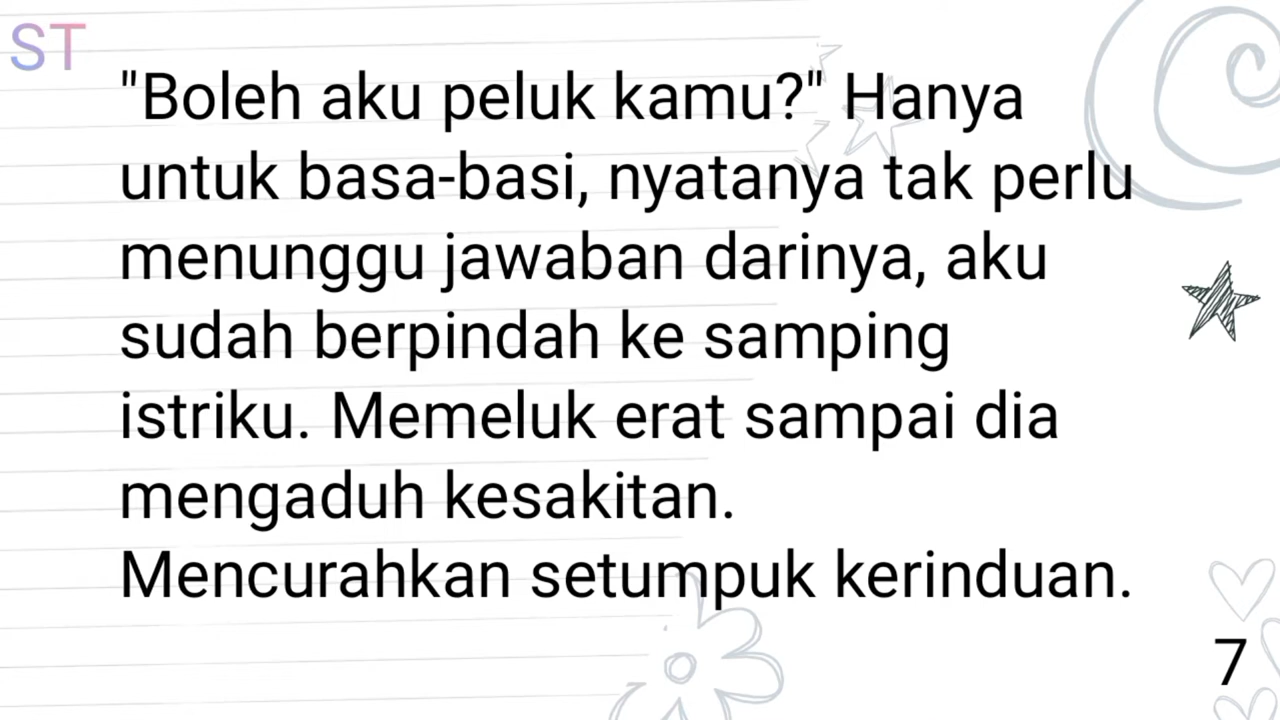 ST
"Boleh aku peluk kamu?" Hanya
untuk basa-basi, nyatanya tak perlu
menunggu jawaban darinya, aku
sudah berpindah ke samping
istriku. Memeluk erat sampai dia
mengaduh kesakitan.
Mencurahkan setumpuk kerinduan.
7